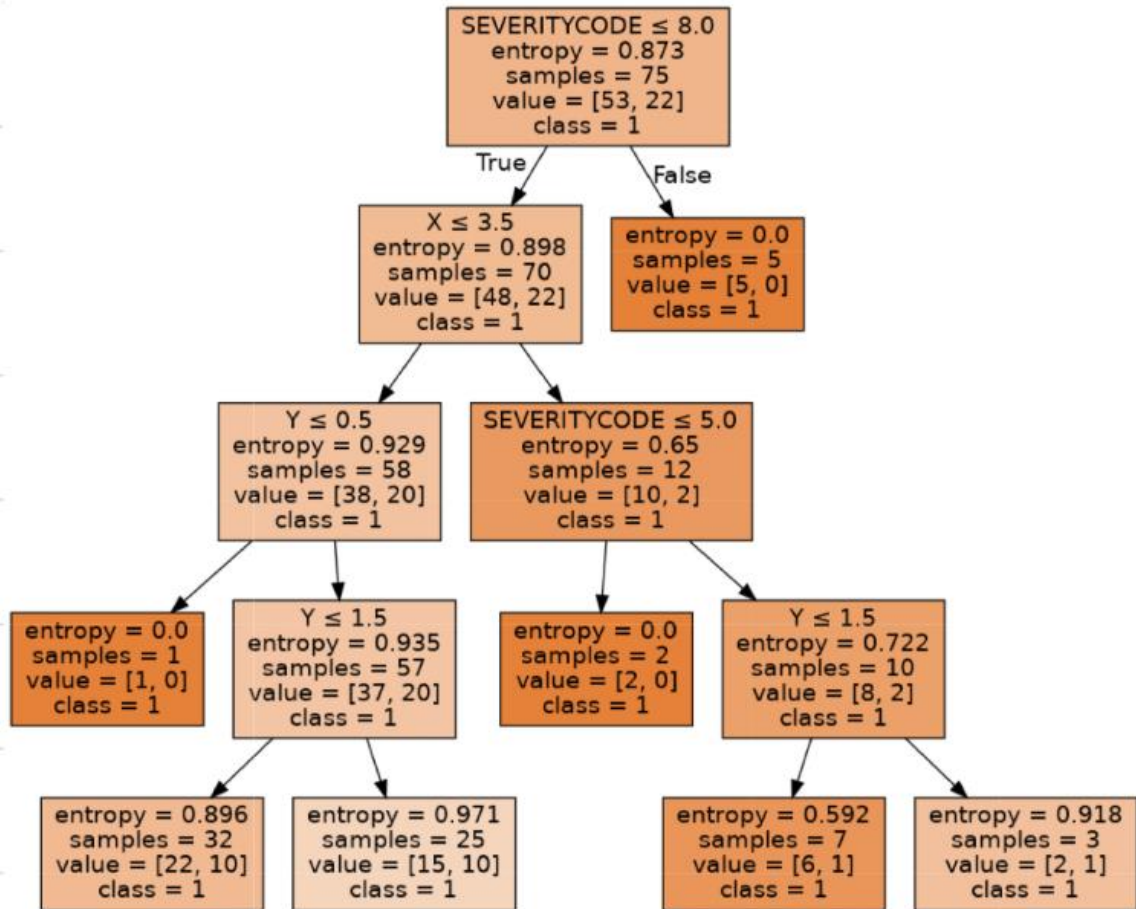 SEVERITYCODE ≤ 8.0
entropy = 0.873
samples = 75
value = [53, 22]
class = 1
True
False
X ≤ 3.5
entropy = 0.898
samples = 70
value = [48, 22]
class = 1
entropy = 0.0
samples = 5
value = [5, 0]
class = 1
Y ≤ 0.5
entropy = 0.929
samples = 58
value = [38, 20]
class = 1
SEVERITYCODE ≤ 5.0
entropy = 0.65
samples = 12
value = [10, 2]
class = 1
entropy = 0.0
samples = 1
value = [1, 0]
class = 1
Y ≤ 1.5
entropy = 0.935
samples = 57
value = [37, 20]
class = 1
entropy = 0.0
samples = 2
value = [2, 0]
class = 1
Y ≤ 1.5
entropy = 0.722
samples = 10
value = [8, 2]
class = 1
entropy = 0.896
samples = 32
value = [22, 10]
class = 1
entropy = 0.971
samples = 25
value = [15, 10]
class = 1
entropy = 0.592
samples = 7
value = [6, 1]
class = 1
entropy = 0.918
samples = 3
value = [2, 1]
class = 1